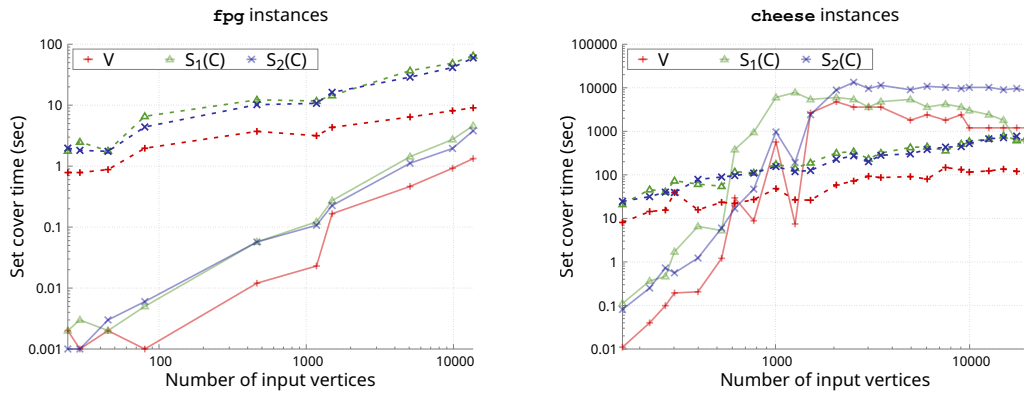 fpg instances
V S₁(C) S₂(C)
100
10
1
0.1
0.01
0.001
100 1000 10000
Set cover time (sec)
Number of input vertices
cheese instances
V S₁(C) S₂(C)
100000
10000
1000
100
10
1
0.1
0.01
1000 10000
Set cover time (sec)
Number of input vertices